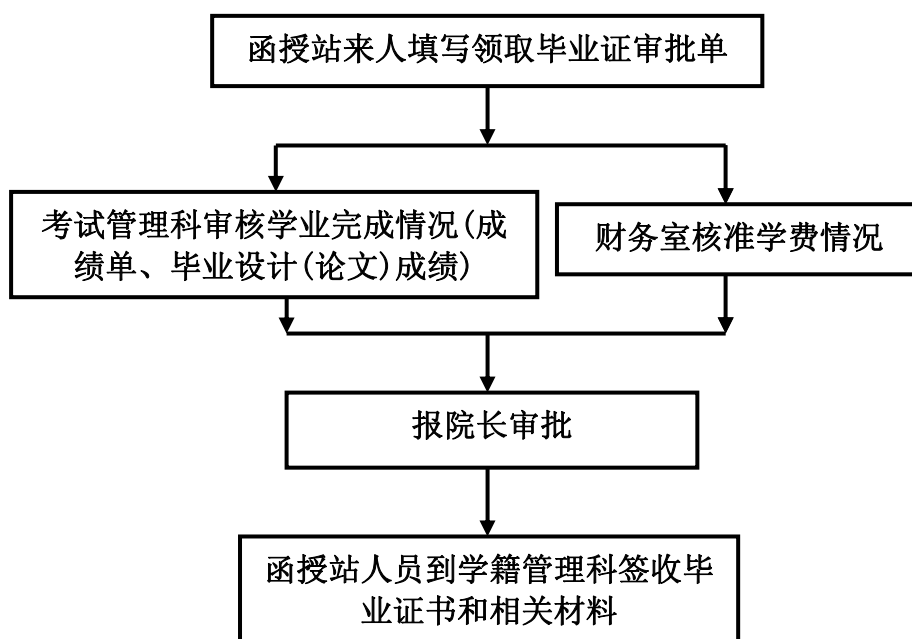 函授站来人填写领取毕业证审批单
考试管理科审核学业完成情况(成
绩单、毕业设计(论文)成绩)
财务室核准学费情况
报院长审批
函授站人员到学籍管理科签收毕
业证书和相关材料